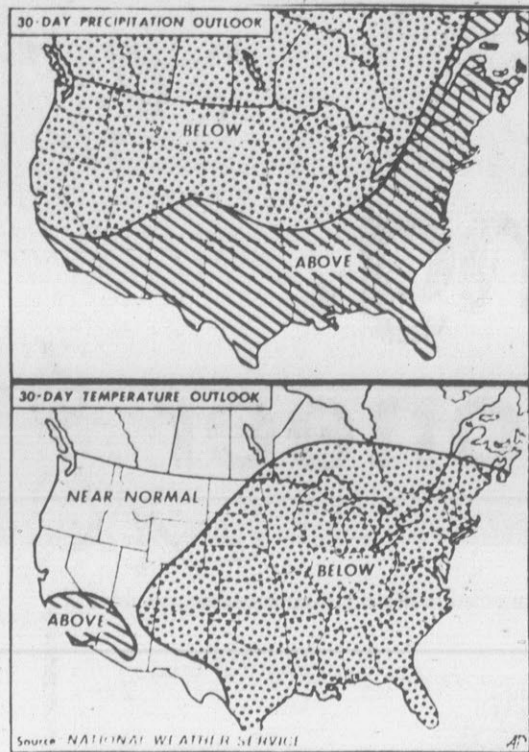 30-DAY PRECIPITATION OUTLOOK
BELOW
ABOVE
30-DAY TEMPERATURE OUTLOOK
NEAR NORMAL
BELOW
ABOVE
Source: NATIONAL WEATHER SERVICE
AP